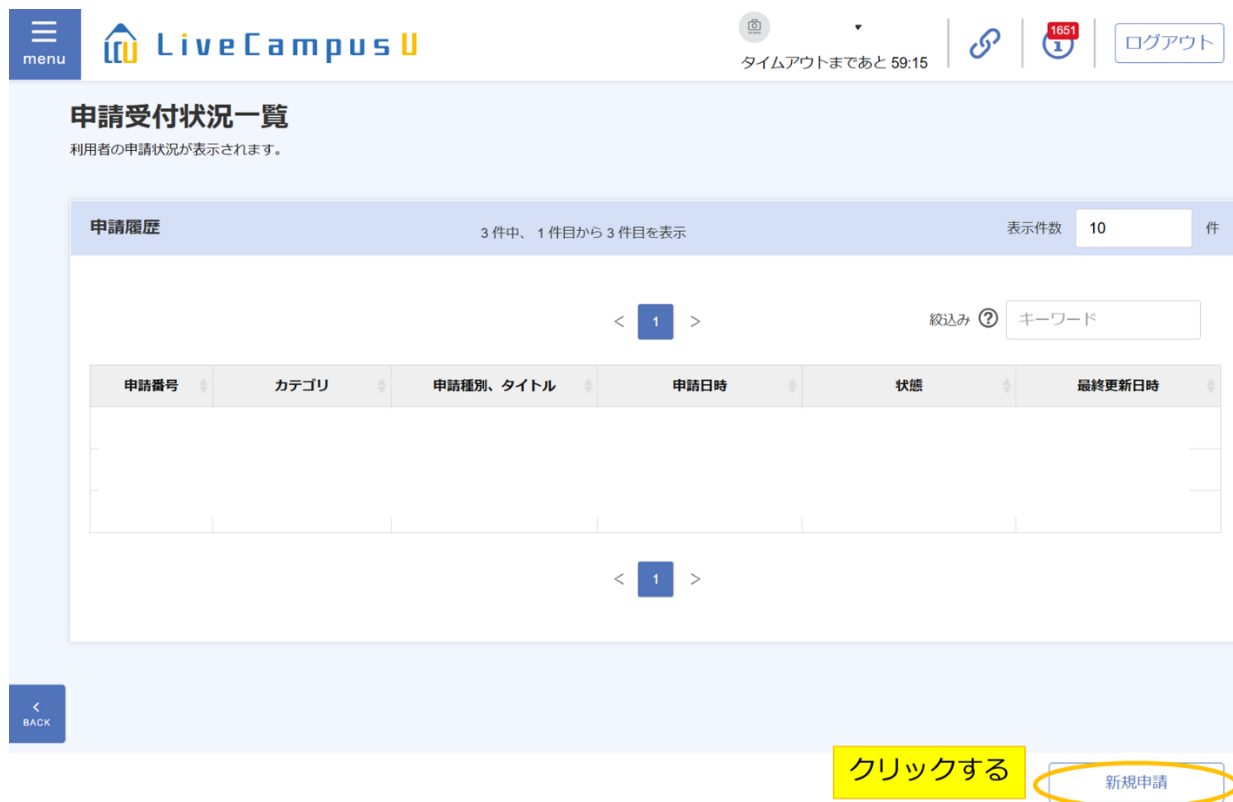 menu
LiveCampusU
タイムアウトまであと 59:15
1651
ログアウト
申請受付状況一覧
利用者の申請状況が表示されます。
申請履歴
3 件中、 1 件目から 3 件目を表示
表示件数 10 件
< 1 >
絞込み ? キーワード
申請番号 カテゴリ 申請種別、タイトル 申請日時 状態 最終更新日時
< 1 >
<
BACK
クリックする
新規申請